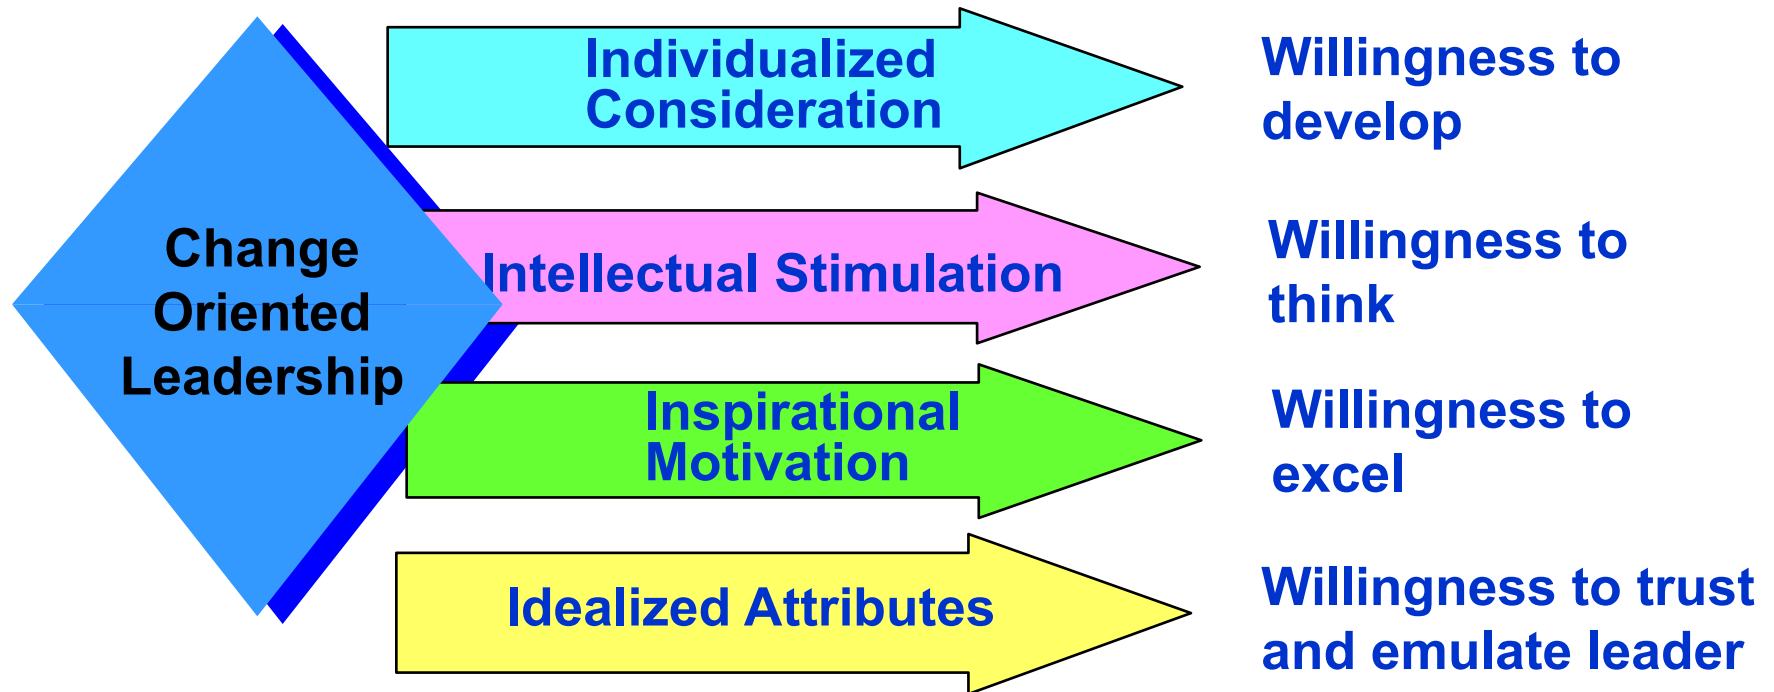 Change
Oriented
Leadership
Individualized
Consideration
Willingness to
develop
Intellectual Stimulation
Willingness to
think
Inspirational
Motivation
Willingness to
excel
Idealized Attributes
Willingness to trust
and emulate leader